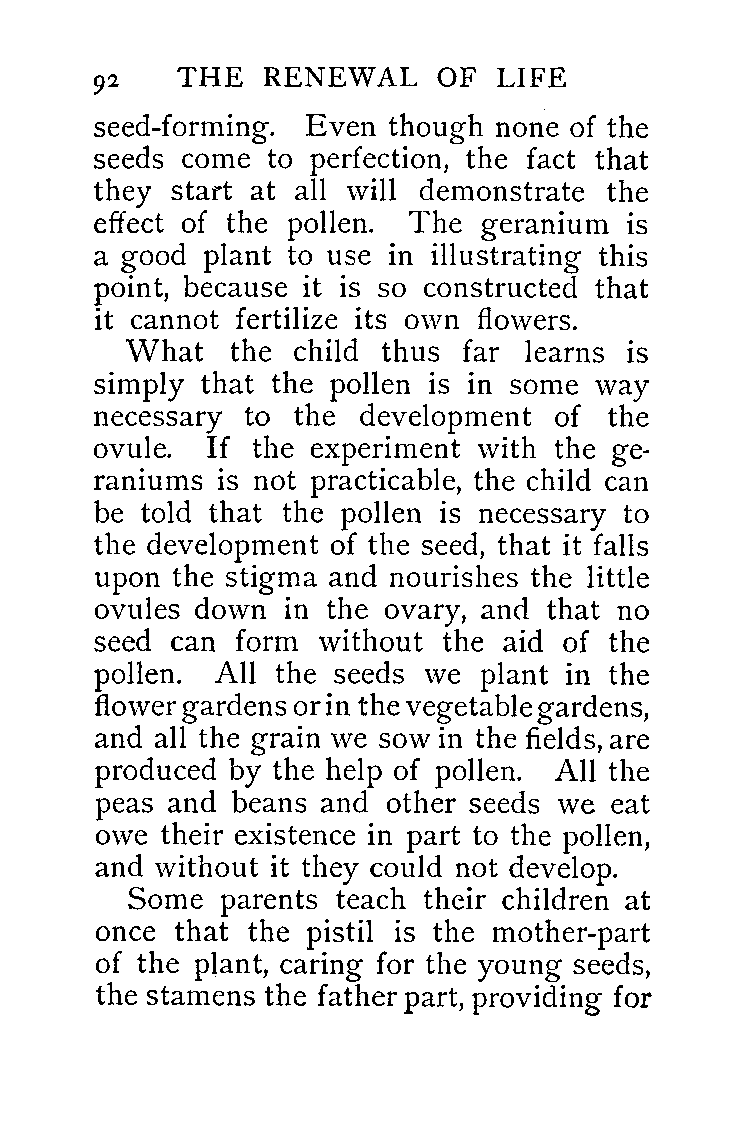 92 THE RENEWAL OF LIFE
seed-forming. Even though none of the
seeds come to perfection, the fact that
they start at all will demonstrate the
effect of the pollen. The geranium is
a good plant to use in illustrating this
point, because it is so constructed that
it cannot fertilize its own flowers.
What the child thus far learns is
simply that the pollen is in some way
necessary to the development of the
ovule. If the experiment with the ge-
raniums is not practicable, the child can
be told that the pollen is necessary to
the development of the seed, that it falls
upon the stigma and nourishes the little
ovules down in the ovary, and that no
seed can form without the aid of the
pollen. All the seeds we plant in the
flower gardens or in the vegetable gardens,
and all the grain we sow in the fields, are
produced by the help of pollen. All the
peas and beans and other seeds we eat
owe their existence in part to the pollen,
and without it they could not develop.
Some parents teach their children at
once that the pistil is the mother-part
of the plant, caring for the young seeds,
the stamens the father part, providing for